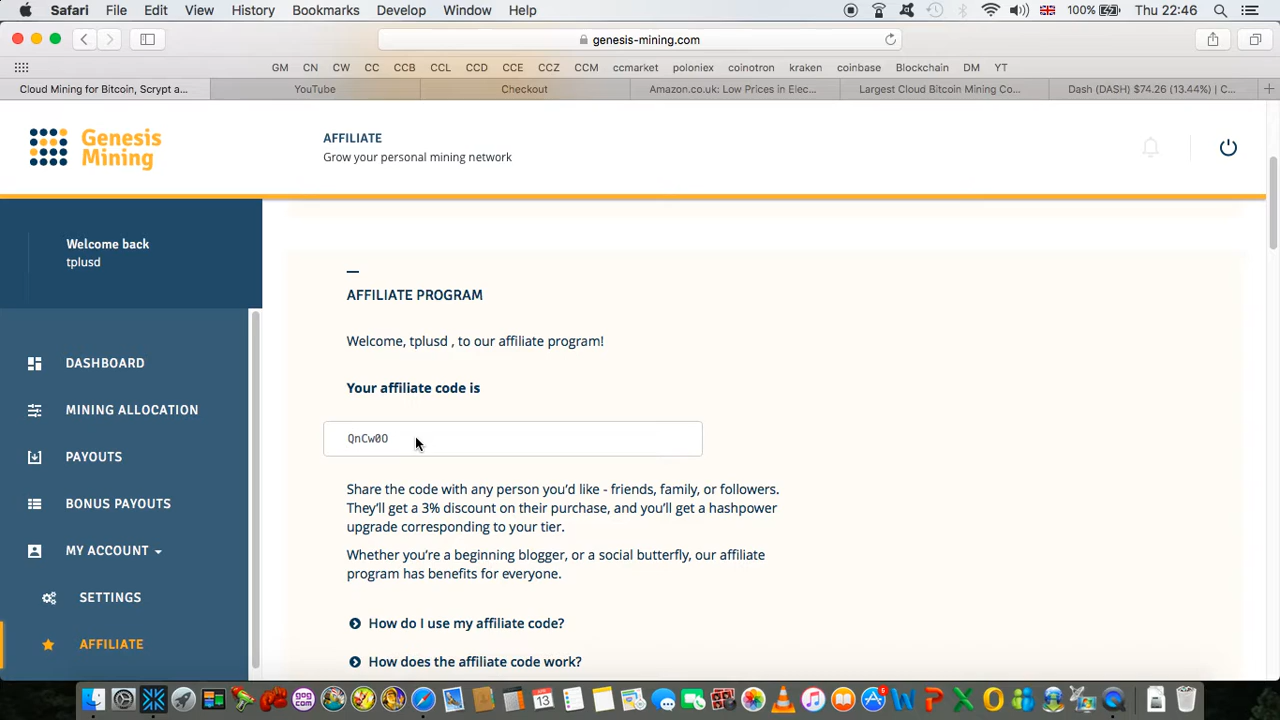 Safari File Edit View History Bookmarks Develop Window Help 100% Thu 22:46
genesis-mining.com
GM CN CW CC CCB CCL CCD CCE CCZ CCM ccmarket poloniex coinotron kraken coinbase Blockchain DM YT
Cloud Mining for Bitcoin, Scrypt a... YouTube Checkout Amazon.co.uk: Low Prices in Elec... Largest Cloud Bitcoin Mining Co... Dash (DASH) $74.26 (13.44%) | C...
Genesis
Mining
AFFILIATE
Grow your personal mining network
Welcome back
tplusd
DASHBOARD
MINING ALLOCATION
PAYOUTS
BONUS PAYOUTS
MY ACCOUNT
SETTINGS
AFFILIATE
AFFILIATE PROGRAM
Welcome, tplusd , to our affiliate program!
Your affiliate code is
QnCw0O
Share the code with any person you'd like - friends, family, or followers.
They'll get a 3% discount on their purchase, and you'll get a hashpower
upgrade corresponding to your tier.
Whether you're a beginning blogger, or a social butterfly, our affiliate
program has benefits for everyone.
How do I use my affiliate code?
How does the affiliate code work?